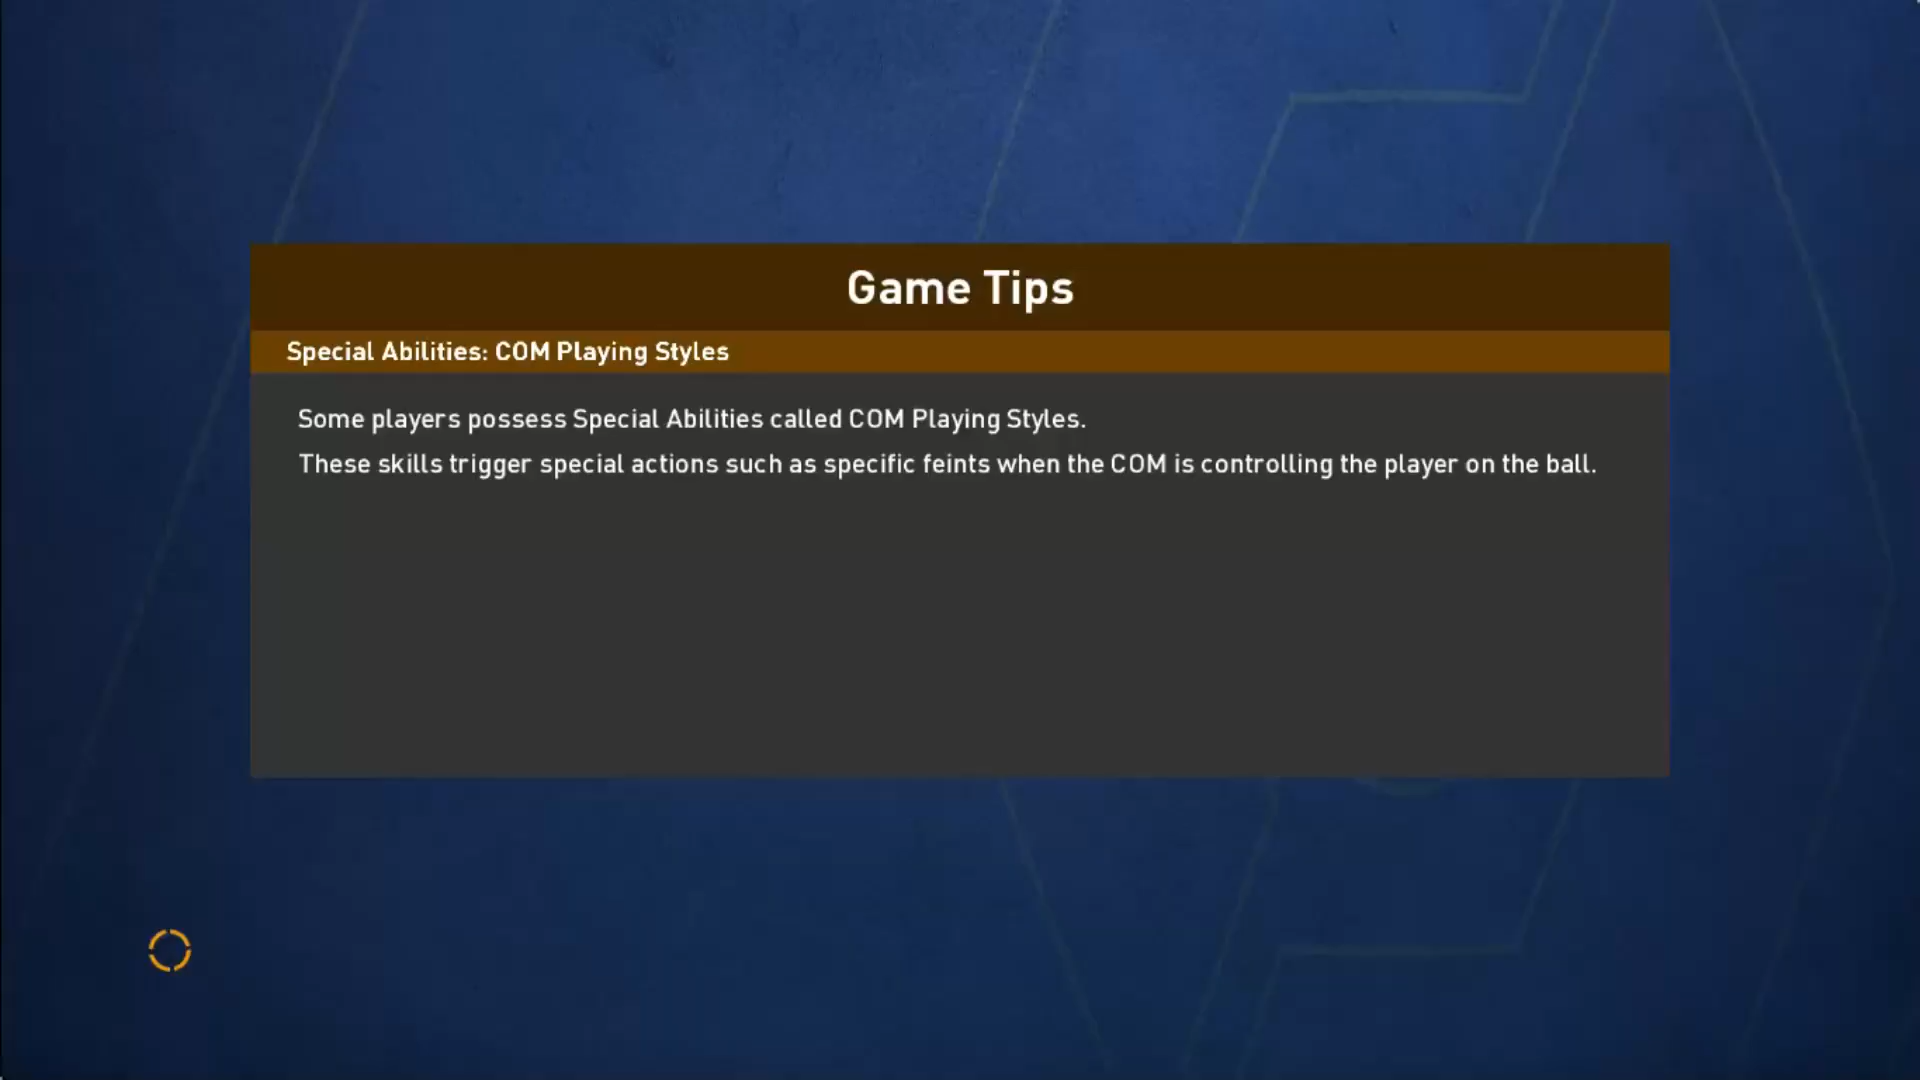 Game Tips
Special Abilities: COM Playing Styles
Some players possess Special Abilities called COM Playing Styles.
These skills trigger special actions such as specific feints when the COM is controlling the player on the ball.